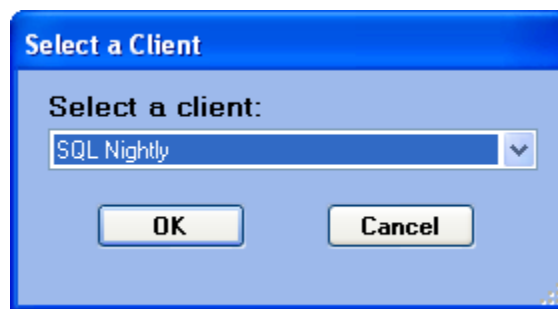 Select a Client
Select a client:
SQL Nightly
OK Cancel